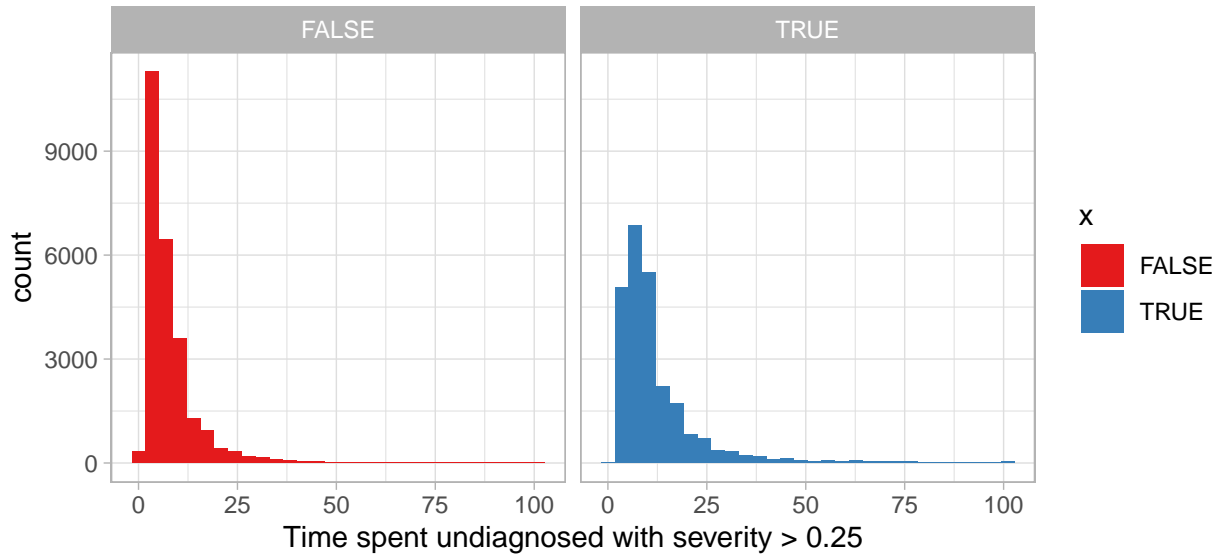 FALSE
TRUE
9000
6000
3000
0
count
0 25 50 75 100
0 25 50 75 100
Time spent undiagnosed with severity > 0.25
x
FALSE
TRUE